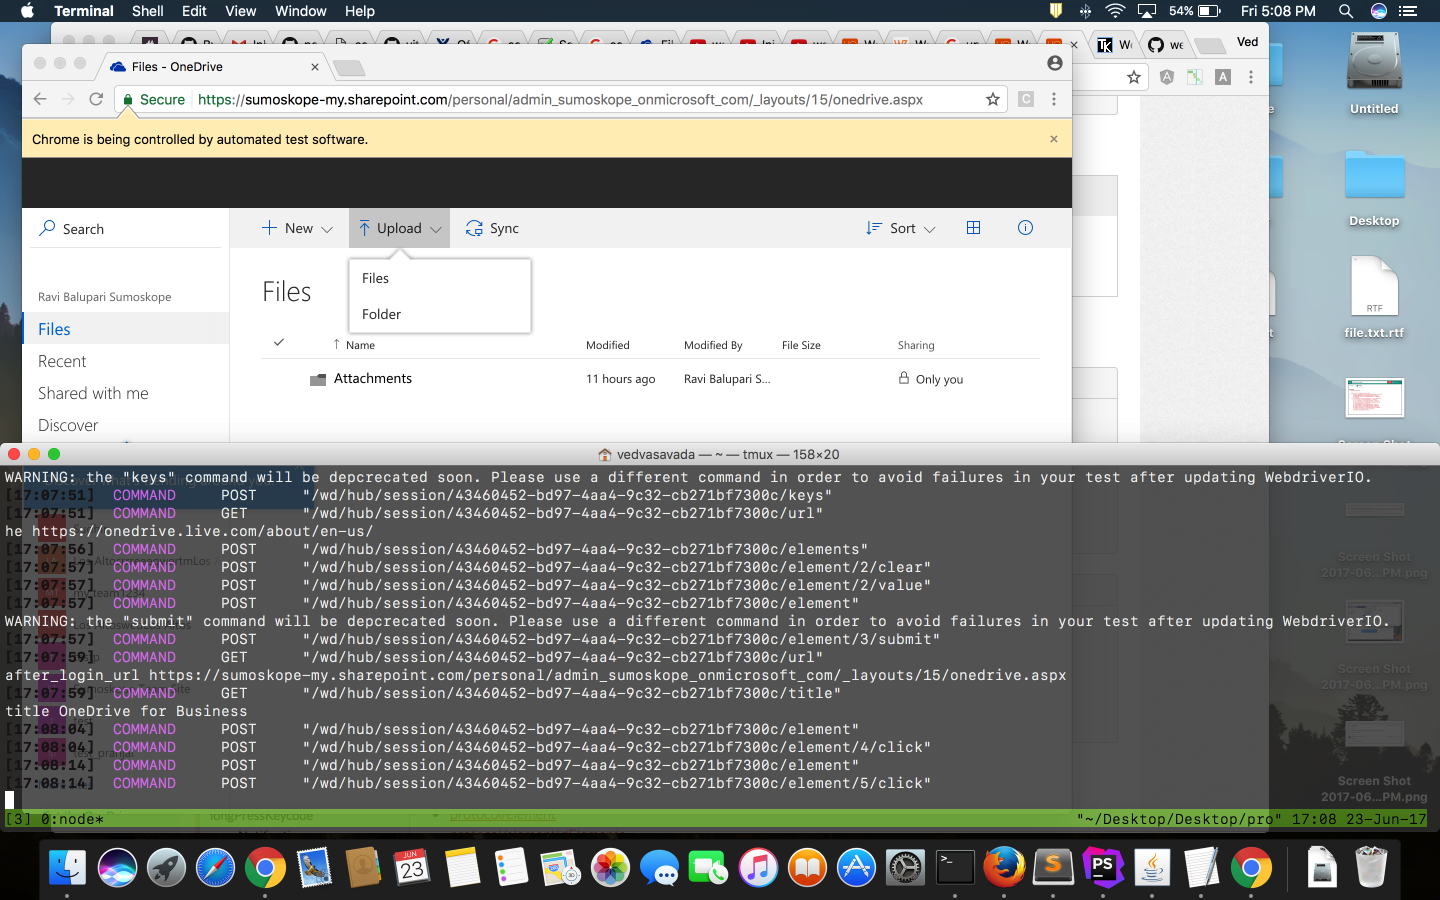 Terminal Shell Edit View Window Help 54% Fri 5:08 PM
Ved
Files - OneDrive
Secure https://sumoskope-my.sharepoint.com/personal/admin_sumoskope_onmicrosoft_com/_layouts/15/onedrive.aspx
Chrome is being controlled by automated test software.
Search
New Upload Sync Sort
Files
Folder
Files
Ravi Balupari Sumoskope
Files
Recent
Shared with me
Discover
Name Modified Modified By File Size Sharing
Attachments 11 hours ago Ravi Balupari S... Only you
Untitled
Desktop
RTF
file.txt.rtf
vedvasavada — ~ — tmux — 158×20
WARNING: the "keys" command will be depcrecated soon. Please use a different command in order to avoid failures in your test after updating WebdriverIO.
[17:07:51] COMMAND POST "/wd/hub/session/43460452-bd97-4aa4-9c32-cb271bf7300c/keys"
[17:07:51] COMMAND GET "/wd/hub/session/43460452-bd97-4aa4-9c32-cb271bf7300c/url"
he https://onedrive.live.com/about/en-us/
[17:07:56] COMMAND POST "/wd/hub/session/43460452-bd97-4aa4-9c32-cb271bf7300c/elements"
[17:07:57] COMMAND POST "/wd/hub/session/43460452-bd97-4aa4-9c32-cb271bf7300c/element/2/clear"
[17:07:57] COMMAND POST "/wd/hub/session/43460452-bd97-4aa4-9c32-cb271bf7300c/element/2/value"
[17:07:57] COMMAND POST "/wd/hub/session/43460452-bd97-4aa4-9c32-cb271bf7300c/element"
WARNING: the "submit" command will be depcrecated soon. Please use a different command in order to avoid failures in your test after updating WebdriverIO.
[17:07:57] COMMAND POST "/wd/hub/session/43460452-bd97-4aa4-9c32-cb271bf7300c/element/3/submit"
[17:07:59] COMMAND GET "/wd/hub/session/43460452-bd97-4aa4-9c32-cb271bf7300c/url"
after_login_url https://sumoskope-my.sharepoint.com/personal/admin_sumoskope_onmicrosoft_com/_layouts/15/onedrive.aspx
[17:07:59] COMMAND GET "/wd/hub/session/43460452-bd97-4aa4-9c32-cb271bf7300c/title"
title OneDrive for Business
[17:08:04] COMMAND POST "/wd/hub/session/43460452-bd97-4aa4-9c32-cb271bf7300c/element"
[17:08:04] COMMAND POST "/wd/hub/session/43460452-bd97-4aa4-9c32-cb271bf7300c/element/4/click"
[17:08:14] COMMAND POST "/wd/hub/session/43460452-bd97-4aa4-9c32-cb271bf7300c/element"
[17:08:14] COMMAND POST "/wd/hub/session/43460452-bd97-4aa4-9c32-cb271bf7300c/element/5/click"
[3] 0:node* "~/Desktop/Desktop/pro" 17:08 23-Jun-17
Screen Shot
2017-06...PM.png
Screen Shot
2017-06...PM.png
Screen Shot
2017-06...PM.png
JUN
23